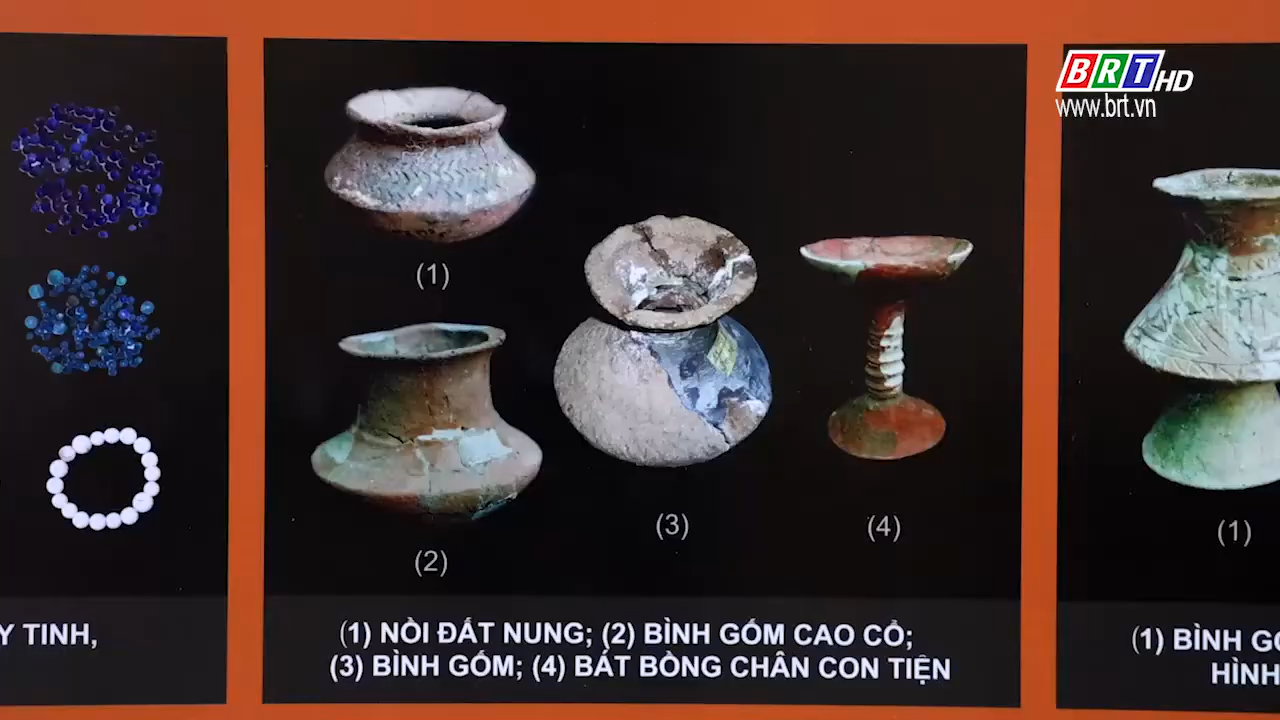 BRT HD
www.brt.vn
(1)
(2)
(3)
(4)
(1)
Y TINH,
(1) NỒI ĐẤT NUNG; (2) BÌNH GỐM CAO CỔ;
(3) BÌNH GỐM; (4) BÁT BỒNG CHÂN CON TIỆN
(1) BÌNH
HÌNH